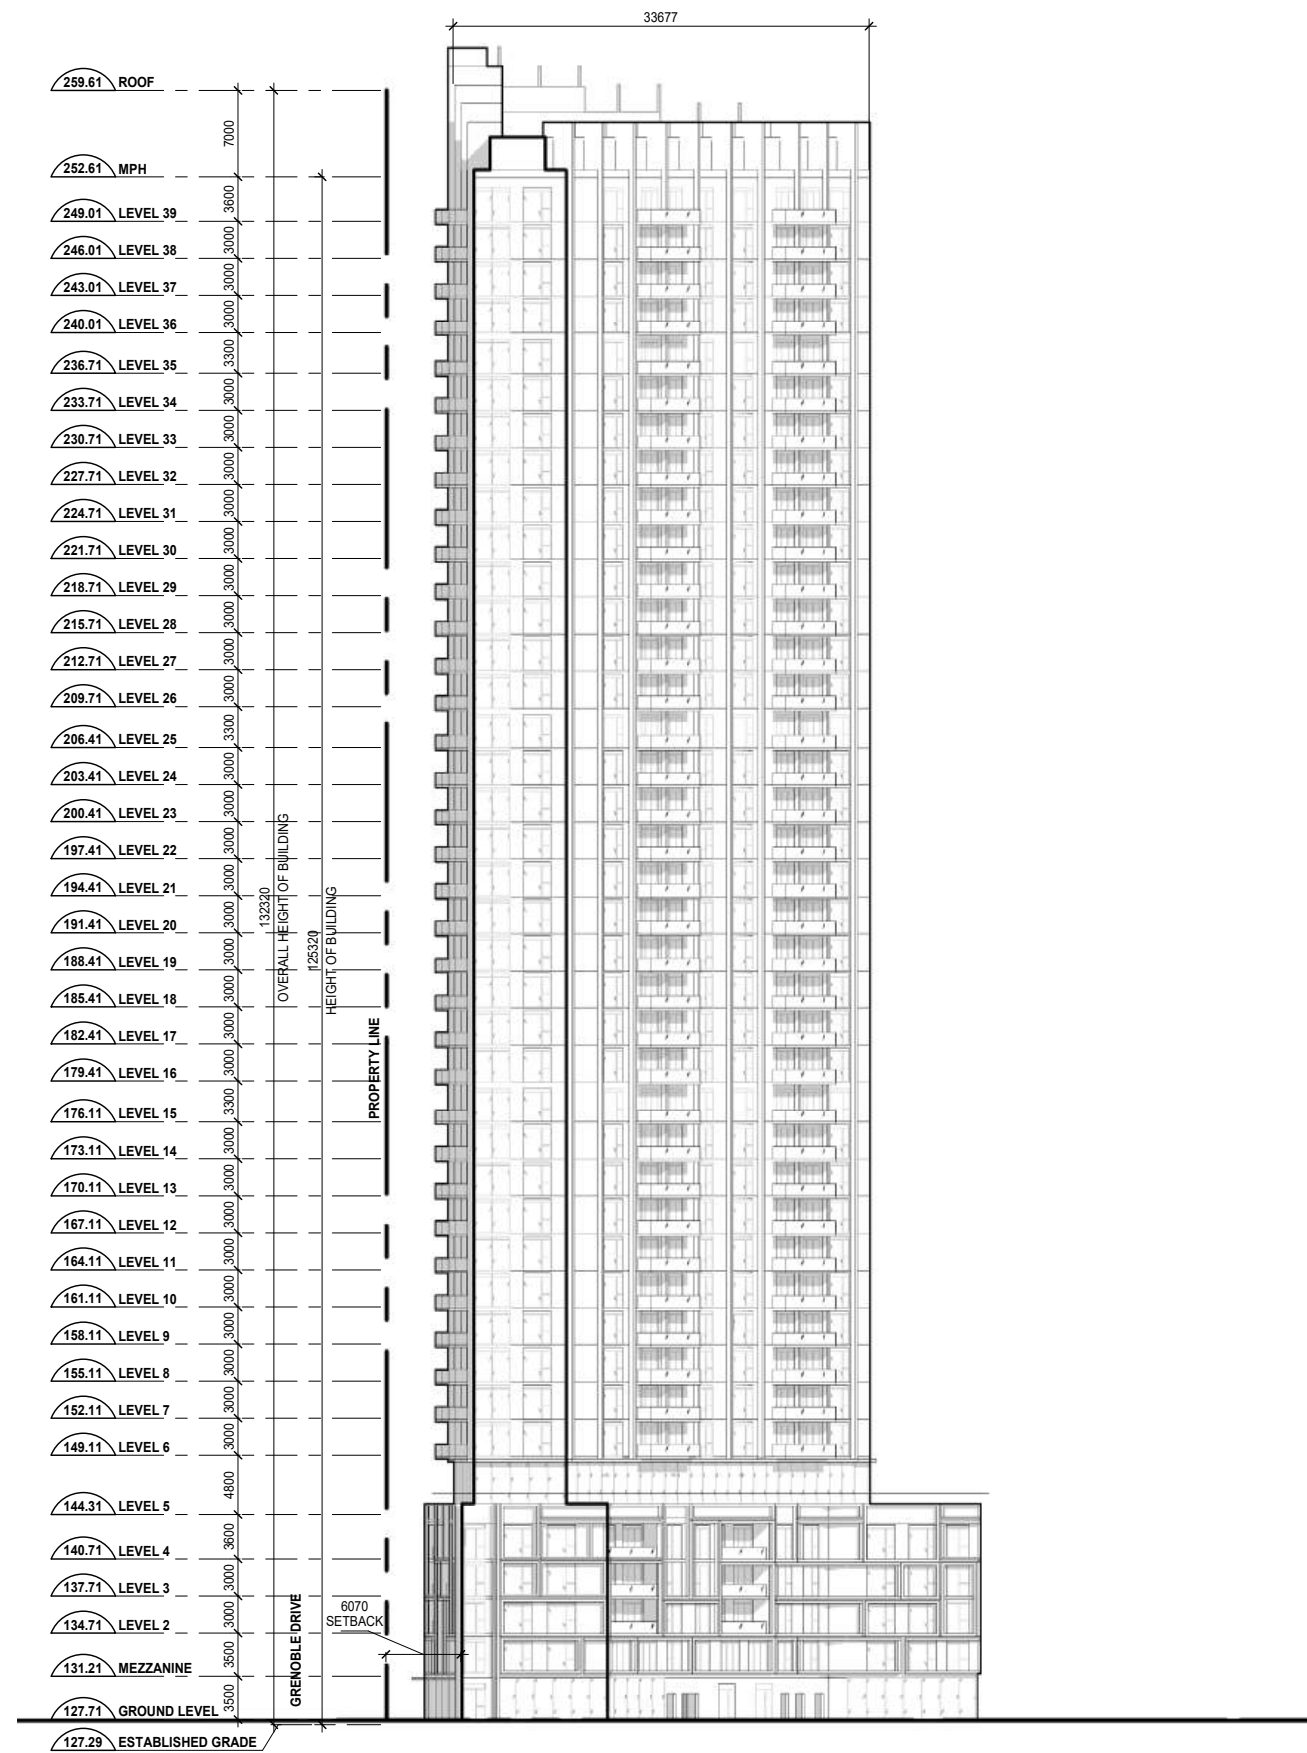 33677
259.61 ROOF
7000
252.61 MPH
3600
249.01 LEVEL 39
3000
246.01 LEVEL 38
3000
243.01 LEVEL 37
3000
240.01 LEVEL 36
3300
236.71 LEVEL 35
3000
233.71 LEVEL 34
3000
230.71 LEVEL 33
3000
227.71 LEVEL 32
3000
224.71 LEVEL 31
3000
221.71 LEVEL 30
3000
218.71 LEVEL 29
3000
215.71 LEVEL 28
3000
212.71 LEVEL 27
3000
209.71 LEVEL 26
3300
206.41 LEVEL 25
3000
203.41 LEVEL 24
3000
200.41 LEVEL 23
3000
197.41 LEVEL 22
3000
194.41 LEVEL 21
3000
191.41 LEVEL 20
3000
188.41 LEVEL 19
3000
185.41 LEVEL 18
3000
182.41 LEVEL 17
3000
179.41 LEVEL 16
3300
176.11 LEVEL 15
3000
173.11 LEVEL 14
3000
170.11 LEVEL 13
3000
167.11 LEVEL 12
3000
164.11 LEVEL 11
3000
161.11 LEVEL 10
3000
158.11 LEVEL 9
3000
155.11 LEVEL 8
3000
152.11 LEVEL 7
3000
149.11 LEVEL 6
4800
144.31 LEVEL 5
3600
140.71 LEVEL 4
3000
137.71 LEVEL 3
3000
134.71 LEVEL 2
3500
131.21 MEZZANINE
3500
127.71 GROUND LEVEL
127.29 ESTABLISHED GRADE
132320
OVERALL HEIGHT OF BUILDING
125320
HEIGHT OF BUILDING
PROPERTY LINE
GRENOBLE DRIVE
6070
SETBACK